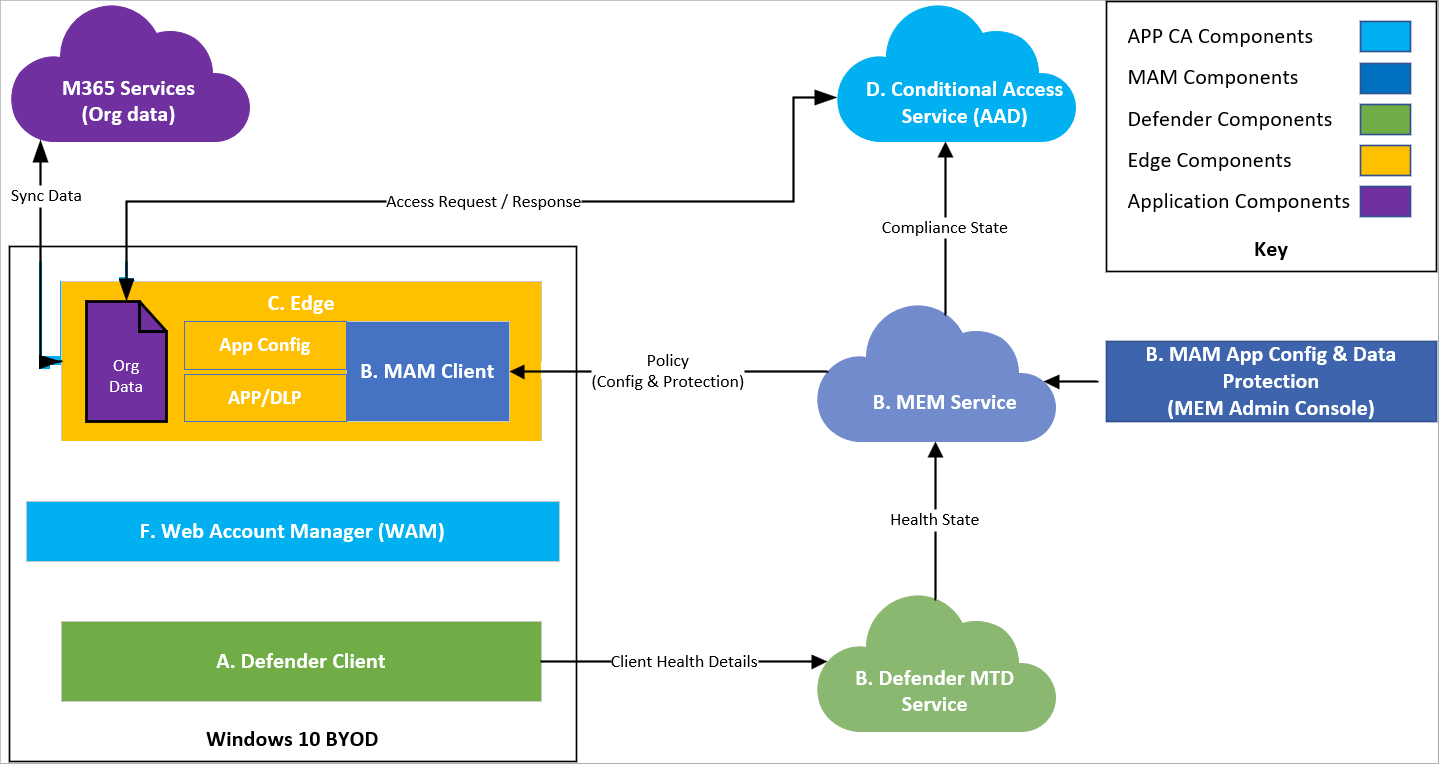 M365 Services
(Org data)
D. Conditional Access
Service (AAD)
APP CA Components
MAM Components
Defender Components
Edge Components
Application Components
Key
Sync Data
Access Request / Response
Compliance State
C. Edge
Org
Data
App Config
APP/DLP
B. MAM Client
Policy
(Config & Protection)
B. MEM Service
B. MAM App Config & Data
Protection
(MEM Admin Console)
F. Web Account Manager (WAM)
Health State
A. Defender Client
Client Health Details
B. Defender MTD
Service
Windows 10 BYOD